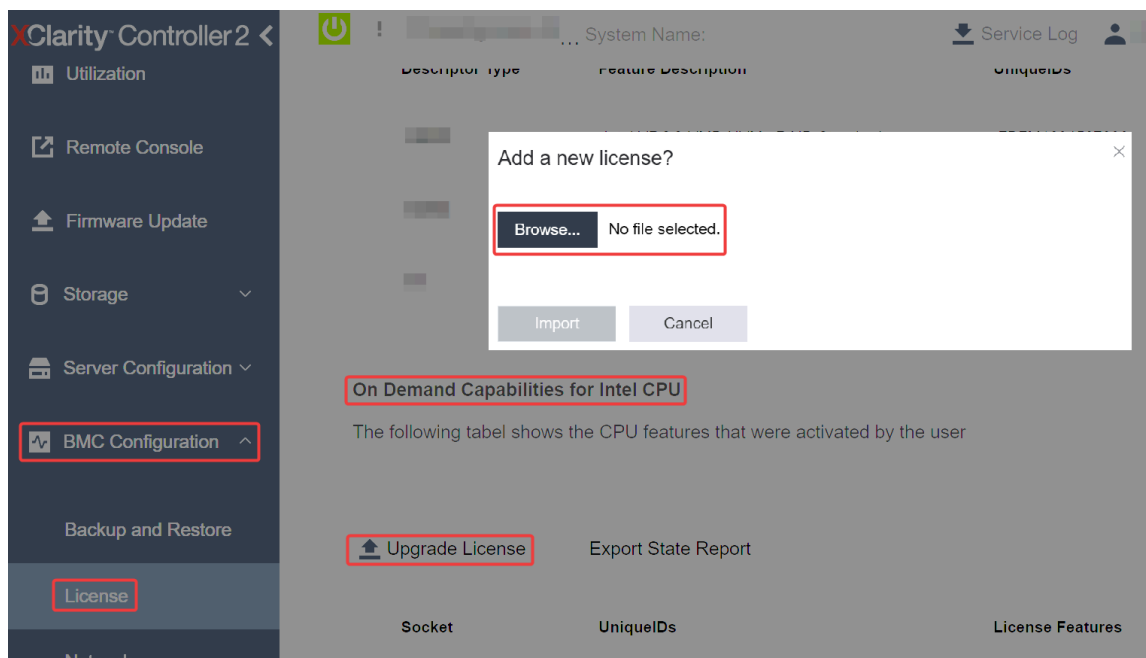 XClarity Controller 2
... System Name:
Service Log
Utilization
Descriptor Type
Feature Description
UniqueIDs
Remote Console
Add a new license?
Firmware Update
Browse...
No file selected.
Storage
Import
Cancel
Server Configuration
On Demand Capabilities for Intel CPU
BMC Configuration
The following tabel shows the CPU features that were activated by the user
Backup and Restore
Upgrade License
Export State Report
License
Socket
UniqueIDs
License Features